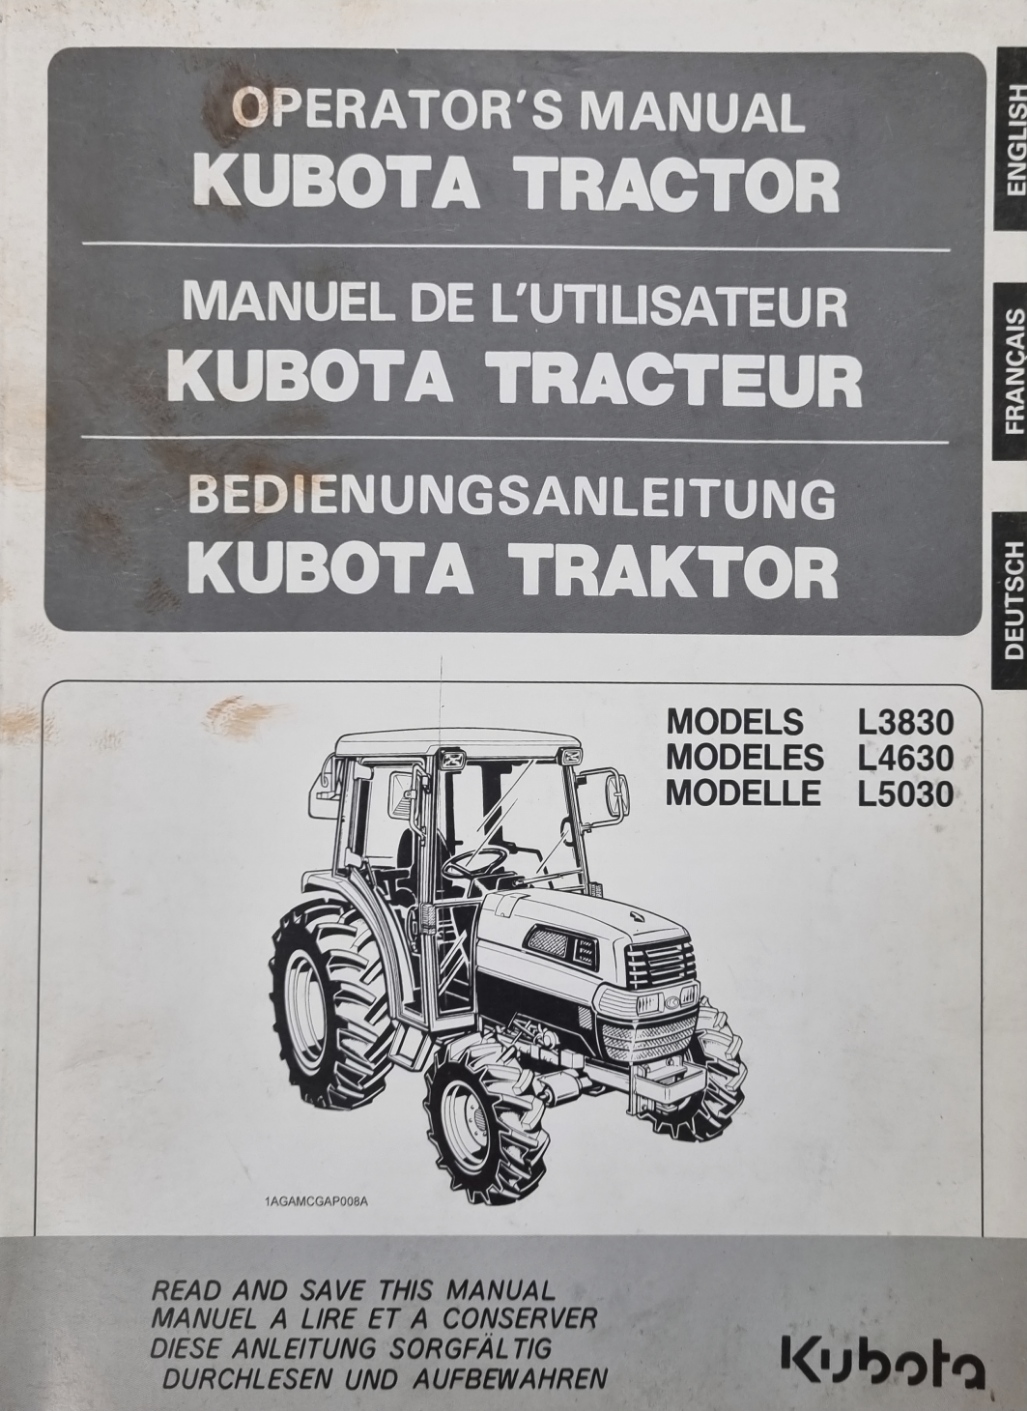 OPERATOR'S MANUAL
KUBOTA TRACTOR
MANUEL DE L'UTILISATEUR
KUBOTA TRACTEUR
BEDIENUNGSANLEITUNG
KUBOTA TRAKTOR
ENGLISH
FRANÇAIS
DEUTSCH
MODELS L3830
MODELES L4630
MODELLE L5030
1AGAMCGAP008A
READ AND SAVE THIS MANUAL
MANUEL A LIRE ET A CONSERVER
DIESE ANLEITUNG SORGFÄLTIG
DURCHLESEN UND AUFBEWAHREN
Kubota